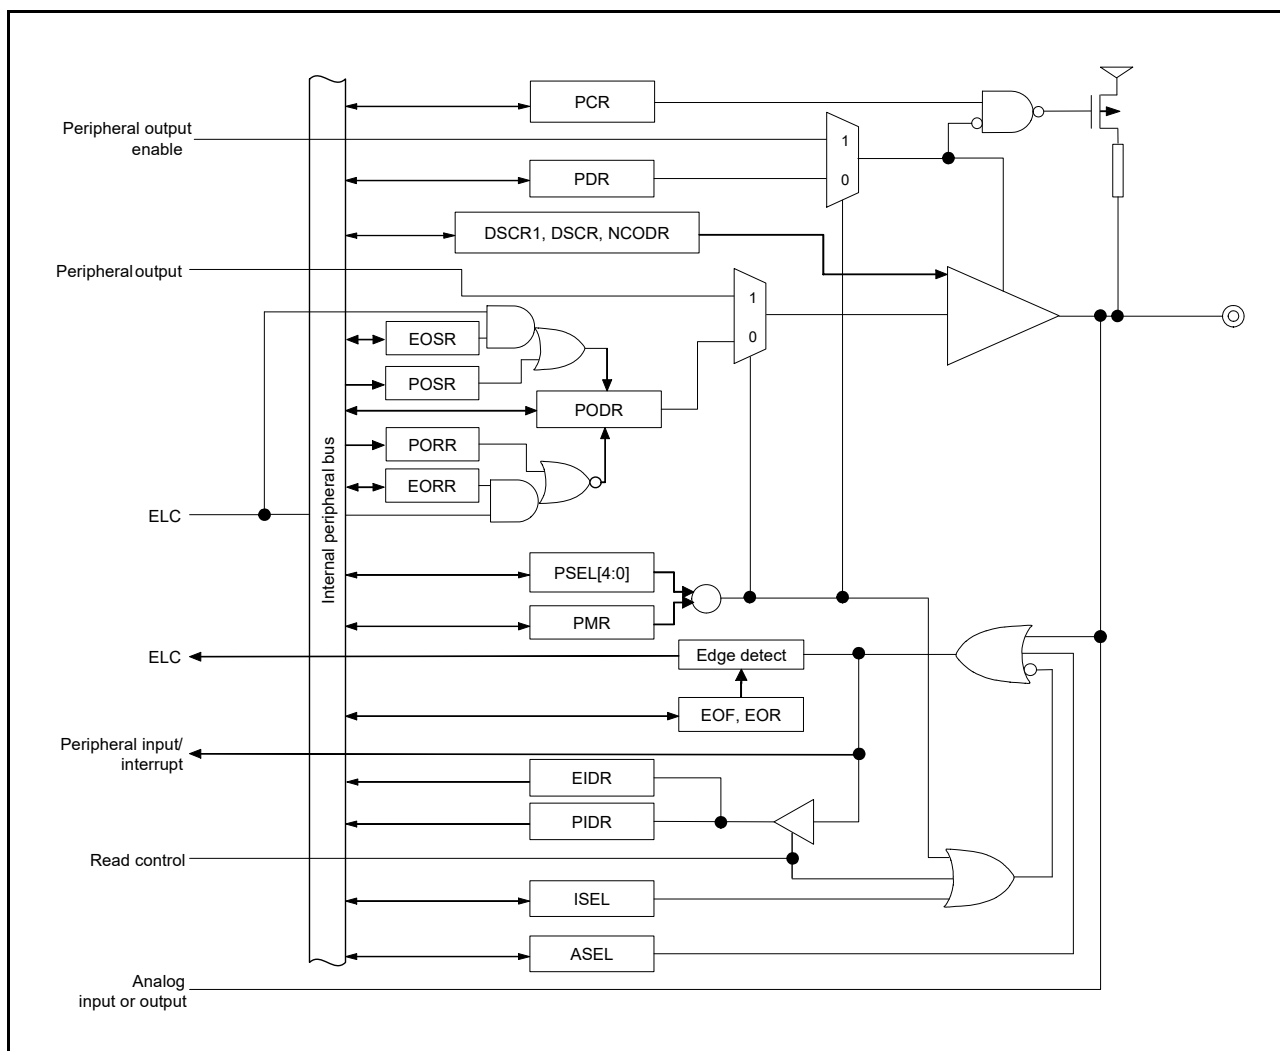 PCR
Peripheral output
enable
1
PDR
0
DSCR1, DSCR, NCODR
Peripheral output
1
EOSR
0
POSR
PODR
PORR
EORR
Internal peripheral bus
ELC
PSEL[4:0]
PMR
ELC
Edge detect
EOF, EOR
Peripheral input/
interrupt
EIDR
PIDR
Read control
ISEL
ASEL
Analog
input or output